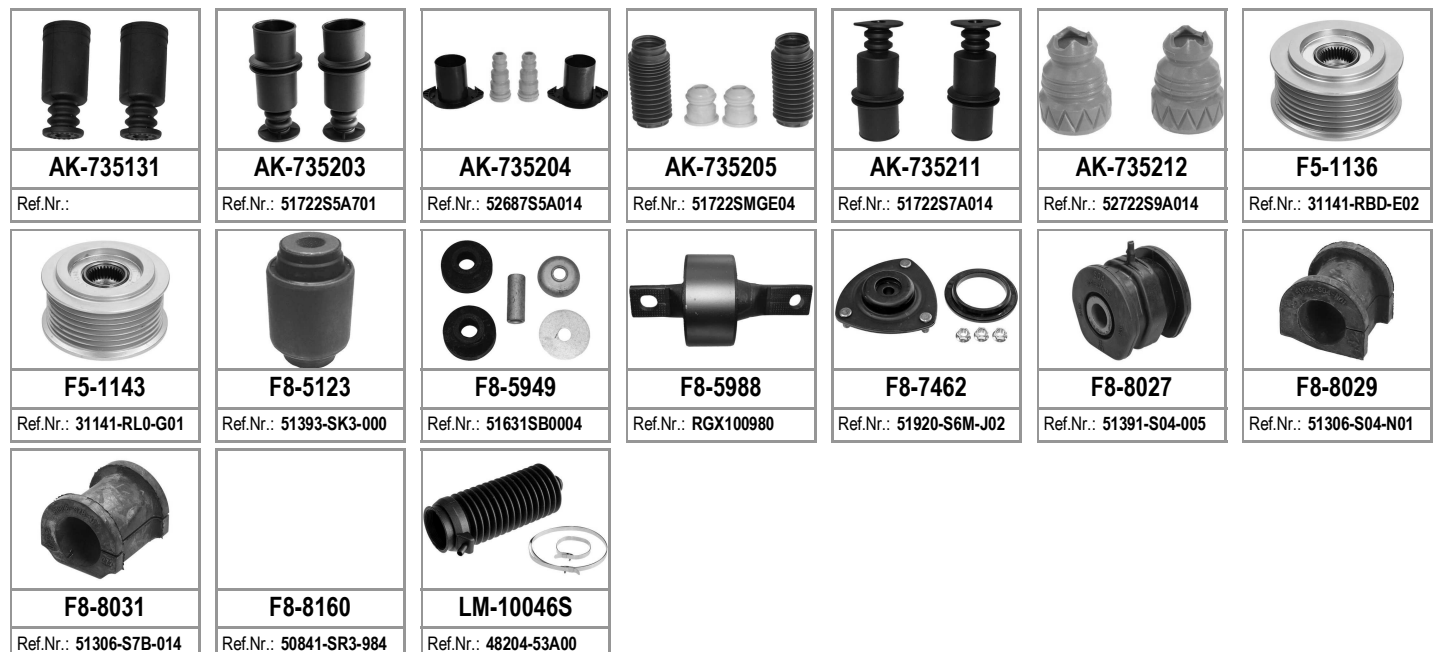 AK-735131 AK-735203 AK-735204 AK-735205 AK-735211 AK-735212 F5-1136
Ref.Nr.: Ref.Nr.: 51722S5A701 Ref.Nr.: 52687S5A014 Ref.Nr.: 51722SMGE04 Ref.Nr.: 51722S7A014 Ref.Nr.: 52722S9A014 Ref.Nr.: 31141-RBD-E02
F5-1143 F8-5123 F8-5949 F8-5988 F8-7462 F8-8027 F8-8029
Ref.Nr.: 31141-RL0-G01 Ref.Nr.: 51393-SK3-000 Ref.Nr.: 51631SB0004 Ref.Nr.: RGX100980 Ref.Nr.: 51920-S6M-J02 Ref.Nr.: 51391-S04-005 Ref.Nr.: 51306-S04-N01
F8-8031 F8-8160 LM-10046S
Ref.Nr.: 51306-S7B-014 Ref.Nr.: 50841-SR3-984 Ref.Nr.: 48204-53A00